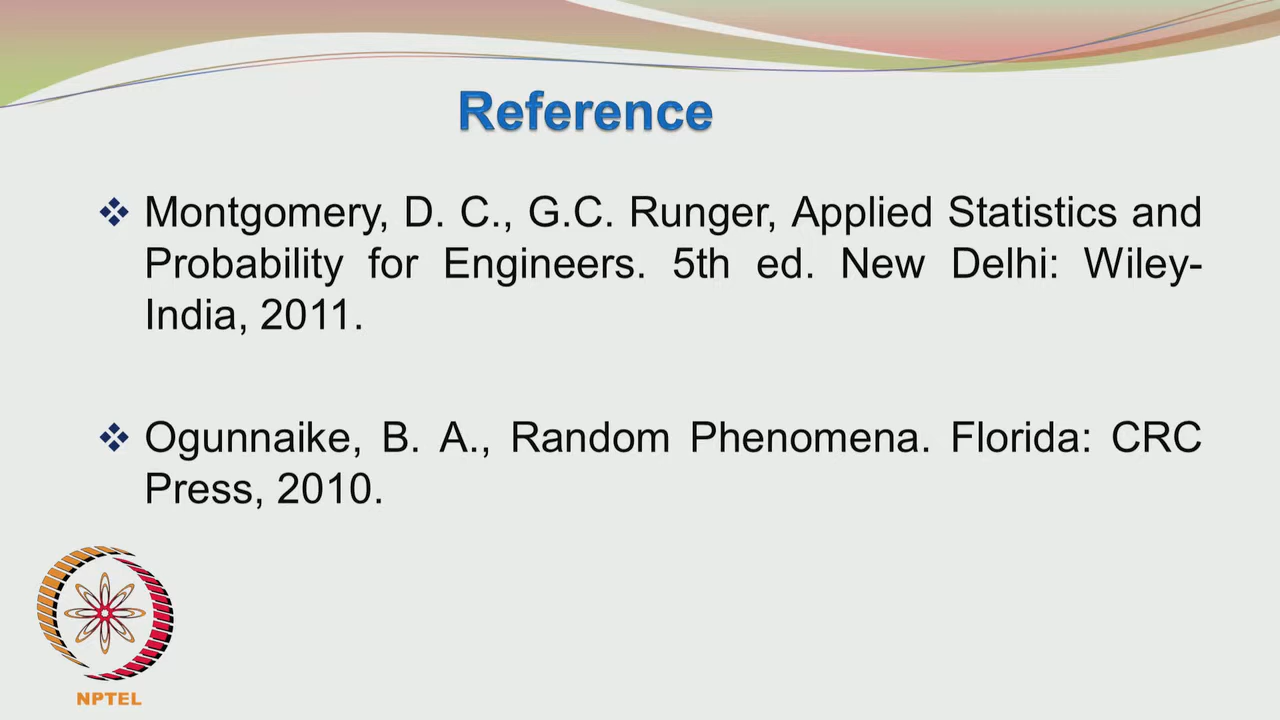 Reference
Montgomery, D. C., G.C. Runger, Applied Statistics and
Probability for Engineers. 5th ed. New Delhi: Wiley-
India, 2011.
Ogunnaike, B. A., Random Phenomena. Florida: CRC
Press, 2010.
NPTEL